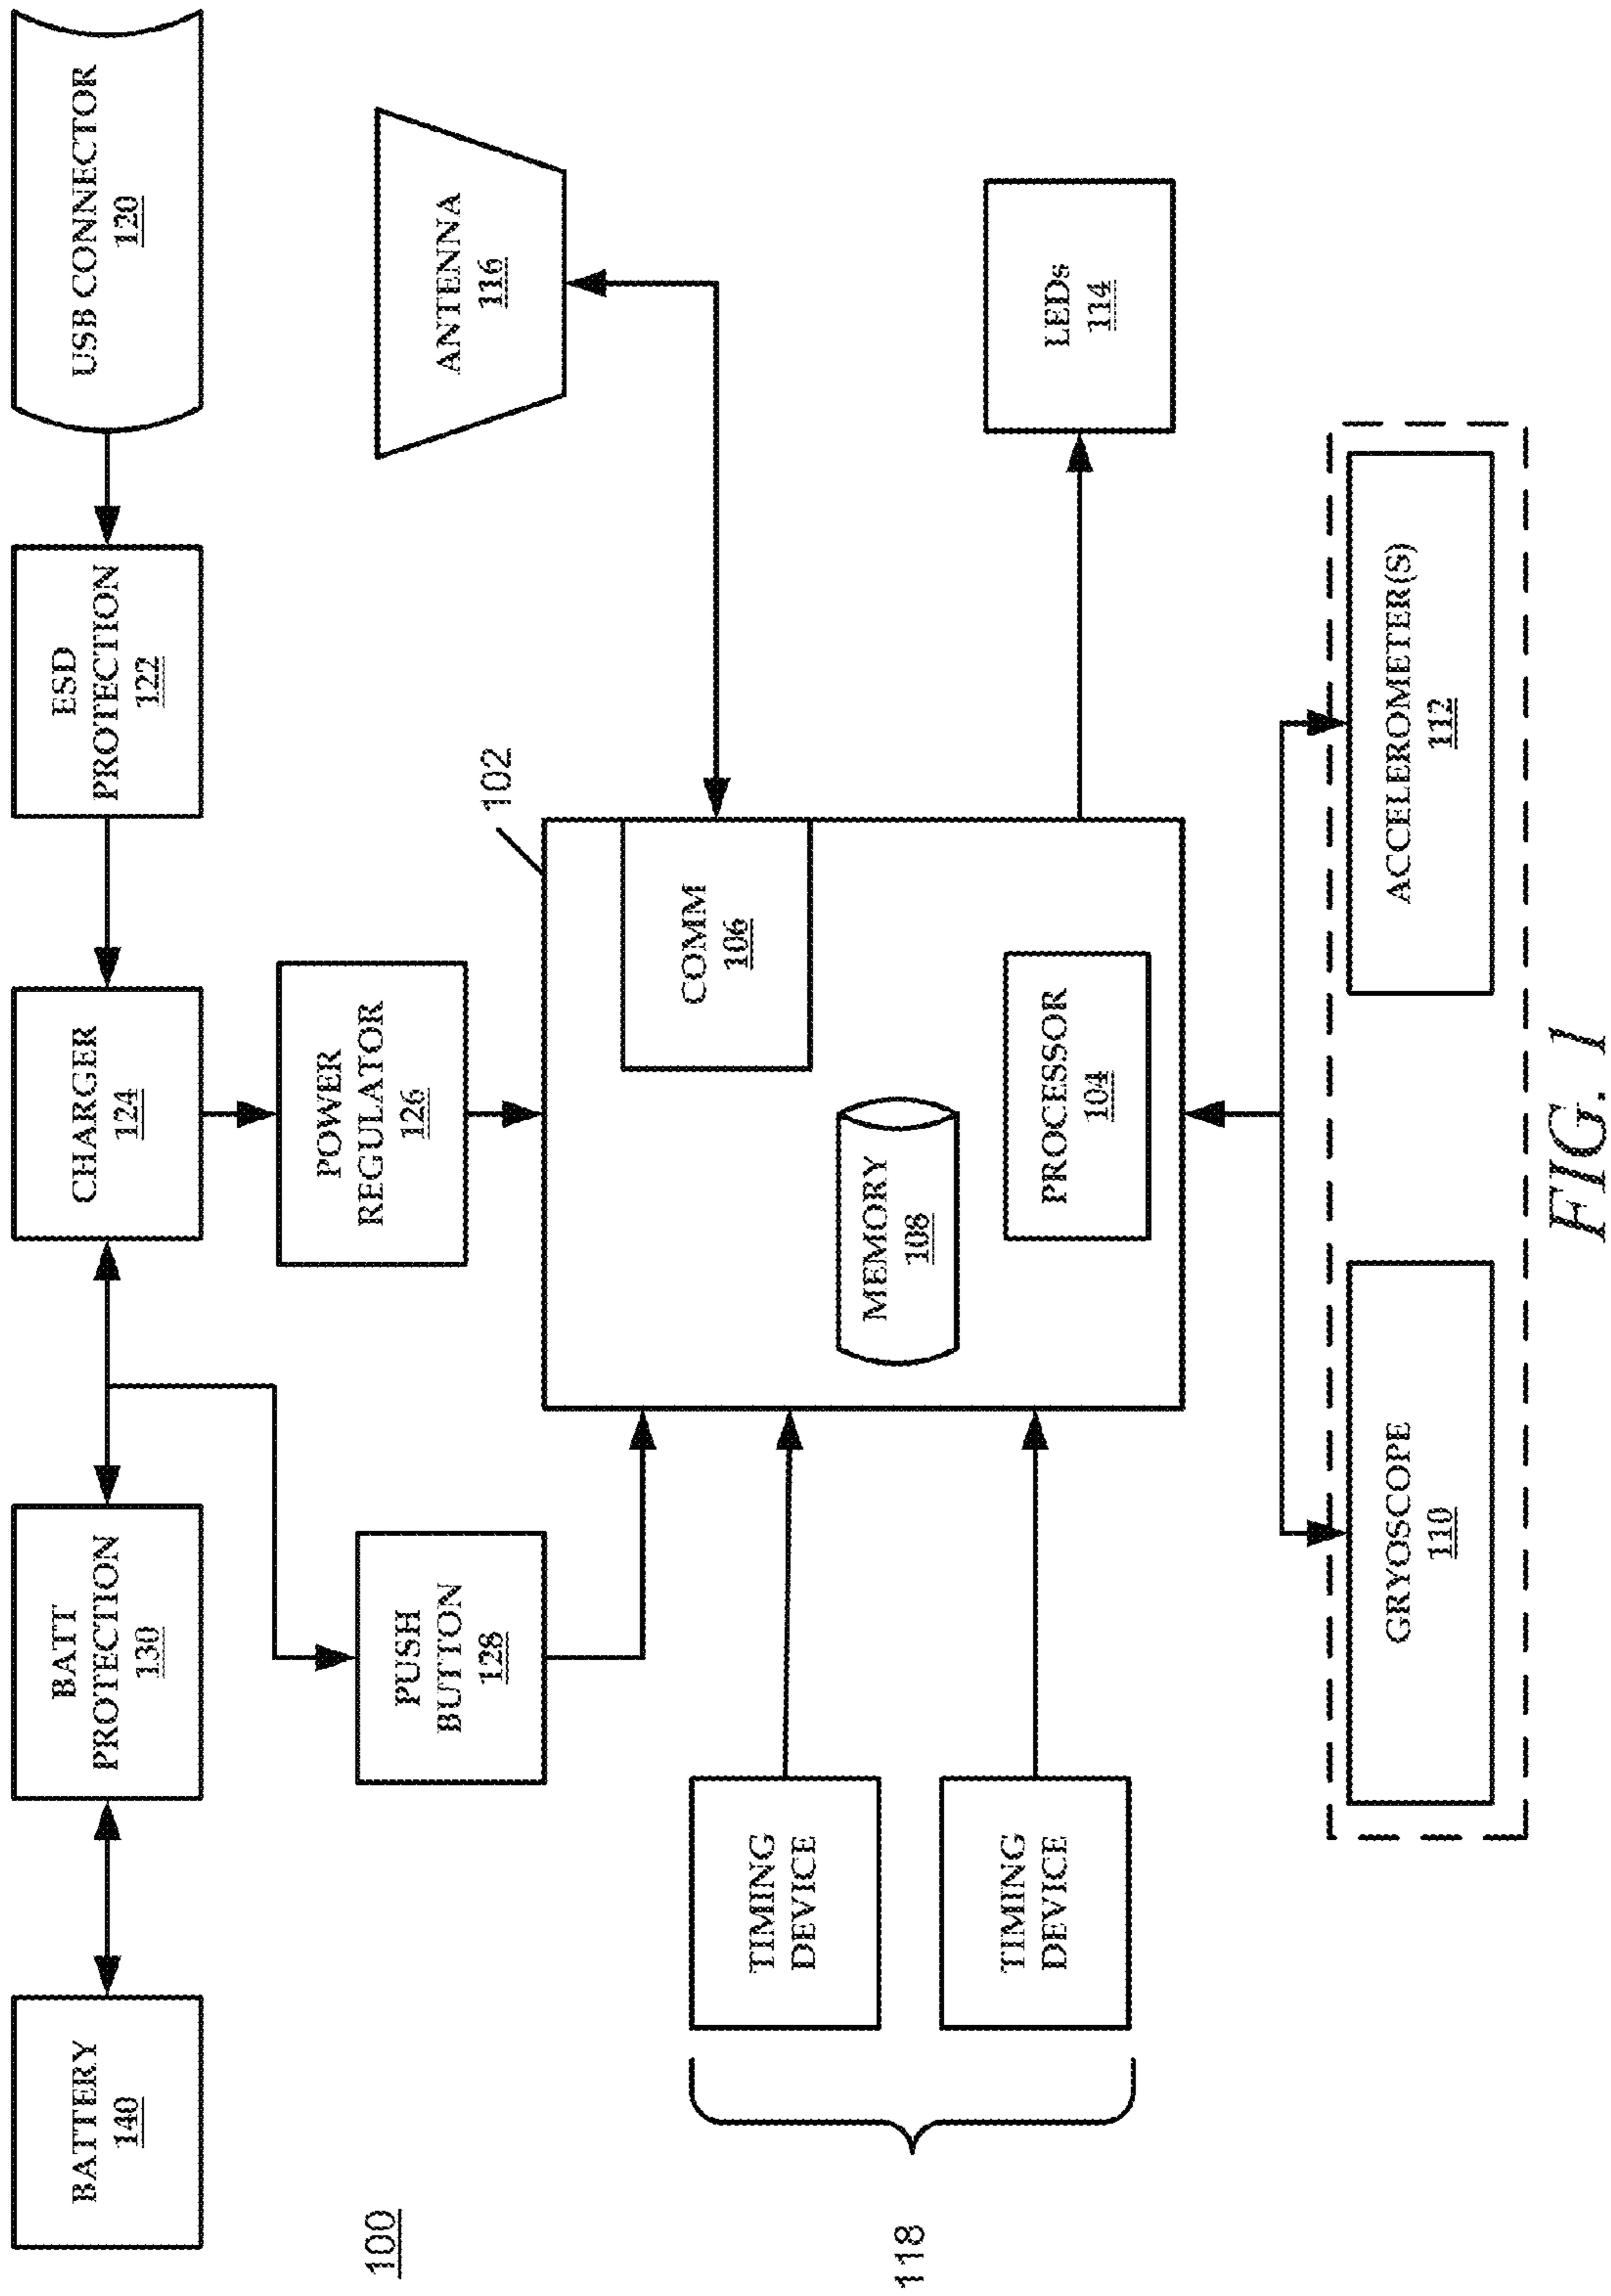 100
BATTERY
140
BATT
PROTECTION
130
CHARGER
124
ESD
PROTECTION
122
USB CONNECTOR
120
PUSH
BUTTON
128
POWER
REGULATOR
126
ANTENNA
116
102
COMM
106
MEMORY
108
PROCESSOR
104
118
TIMING
DEVICE
TIMING
DEVICE
LEDs
114
GRYOSCOPE
110
ACCELEROMETER(S)
112
FIG. 1